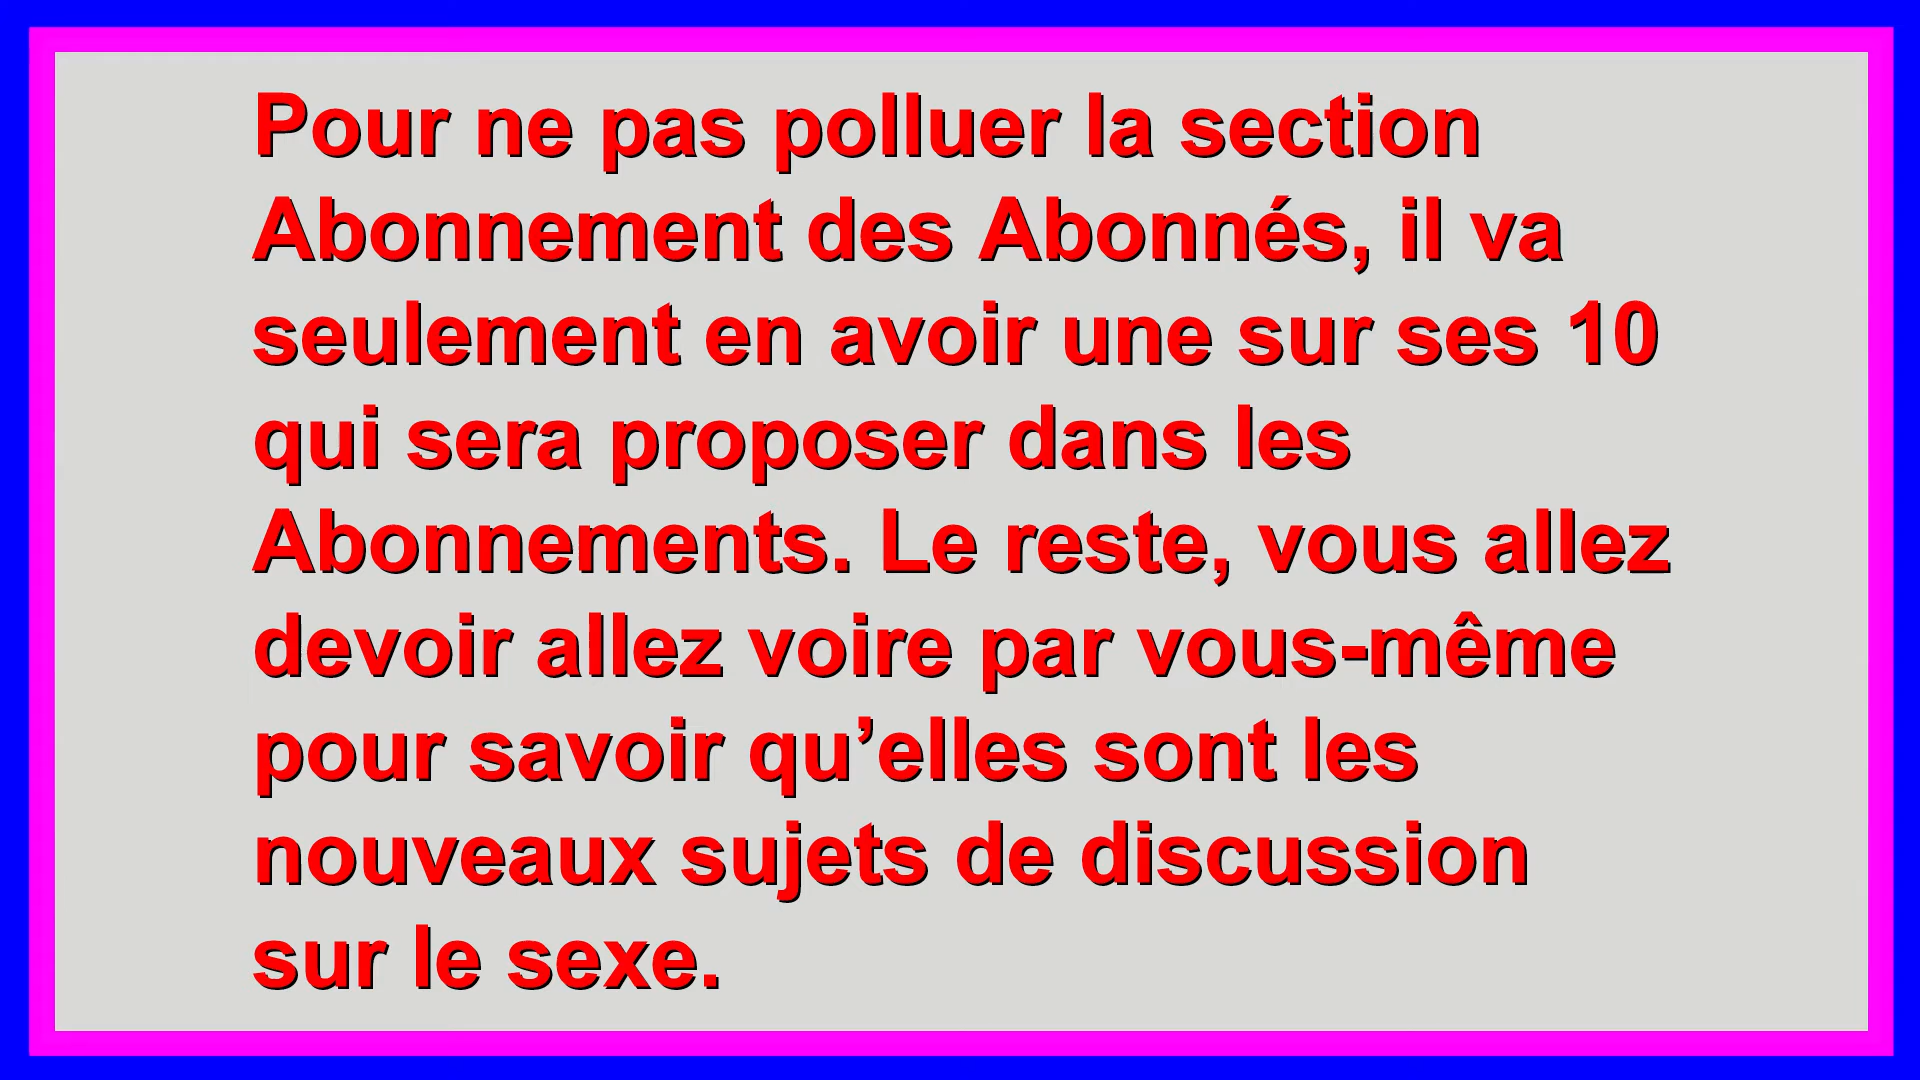 Pour ne pas polluer la section
Abonnement des Abonnés, il va
seulement en avoir une sur ses 10
qui sera proposer dans les
Abonnements. Le reste, vous allez
devoir allez voire par vous-même
pour savoir qu’elles sont les
nouveaux sujets de discussion
sur le sexe.